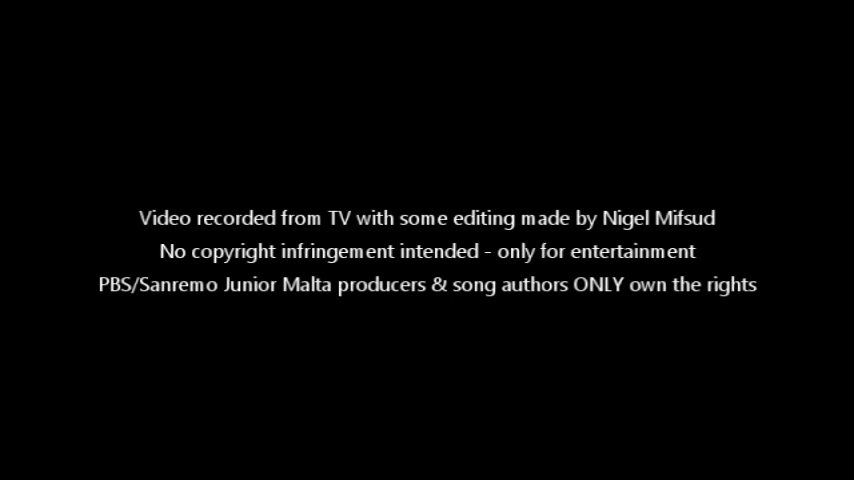 Video recorded from TV with some editing made by Nigel Mifsud
No copyright infringement intended - only for entertainment
PBS/Sanremo Junior Malta producers & song authors ONLY own the rights